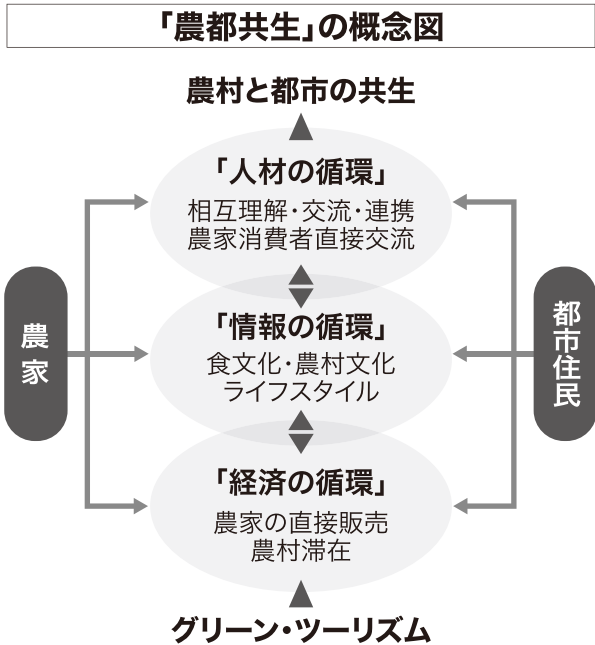 「農都共生」の概念図
農村と都市の共生
「人材の循環」
相互理解・交流・連携
農家消費者直接交流
農家
都市住民
「情報の循環」
食文化・農村文化
ライフスタイル
「経済の循環」
農家の直接販売
農村滞在
グリーン・ツーリズム